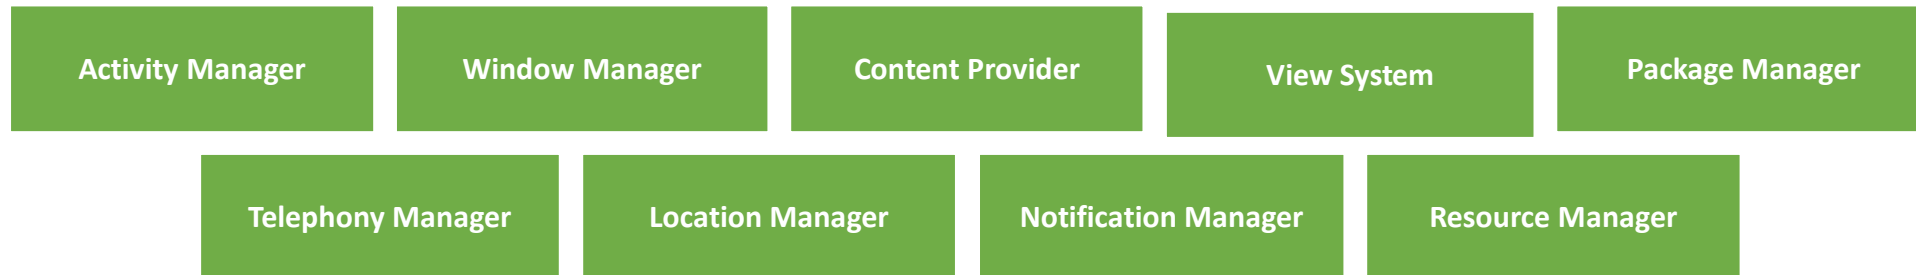 Activity Manager
Window Manager
Content Provider
View System
Package Manager
Telephony Manager
Location Manager
Notification Manager
Resource Manager